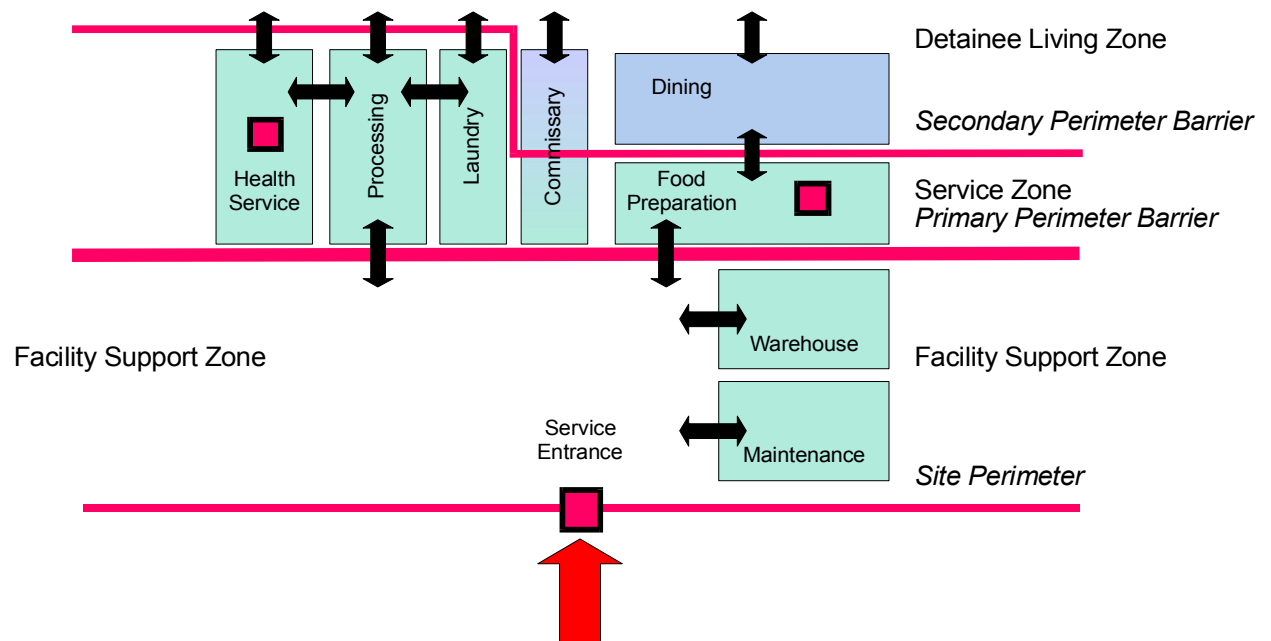 Detainee Living Zone
Dining
Secondary Perimeter Barrier
Processing
Laundry
Commissary
Health
Service
Food
Preparation
Service Zone
Primary Perimeter Barrier
Facility Support Zone
Warehouse
Facility Support Zone
Service
Entrance
Maintenance
Site Perimeter